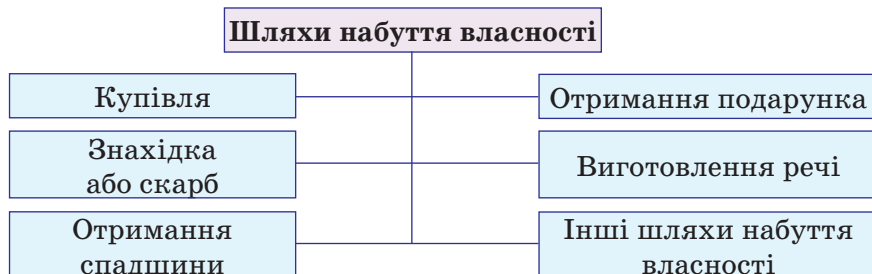 Шляхи набуття власності
Купівля
Отримання подарунка
Знахідка
або скарб
Виготовлення речі
Отримання
спадщини
Інші шляхи набуття
власності